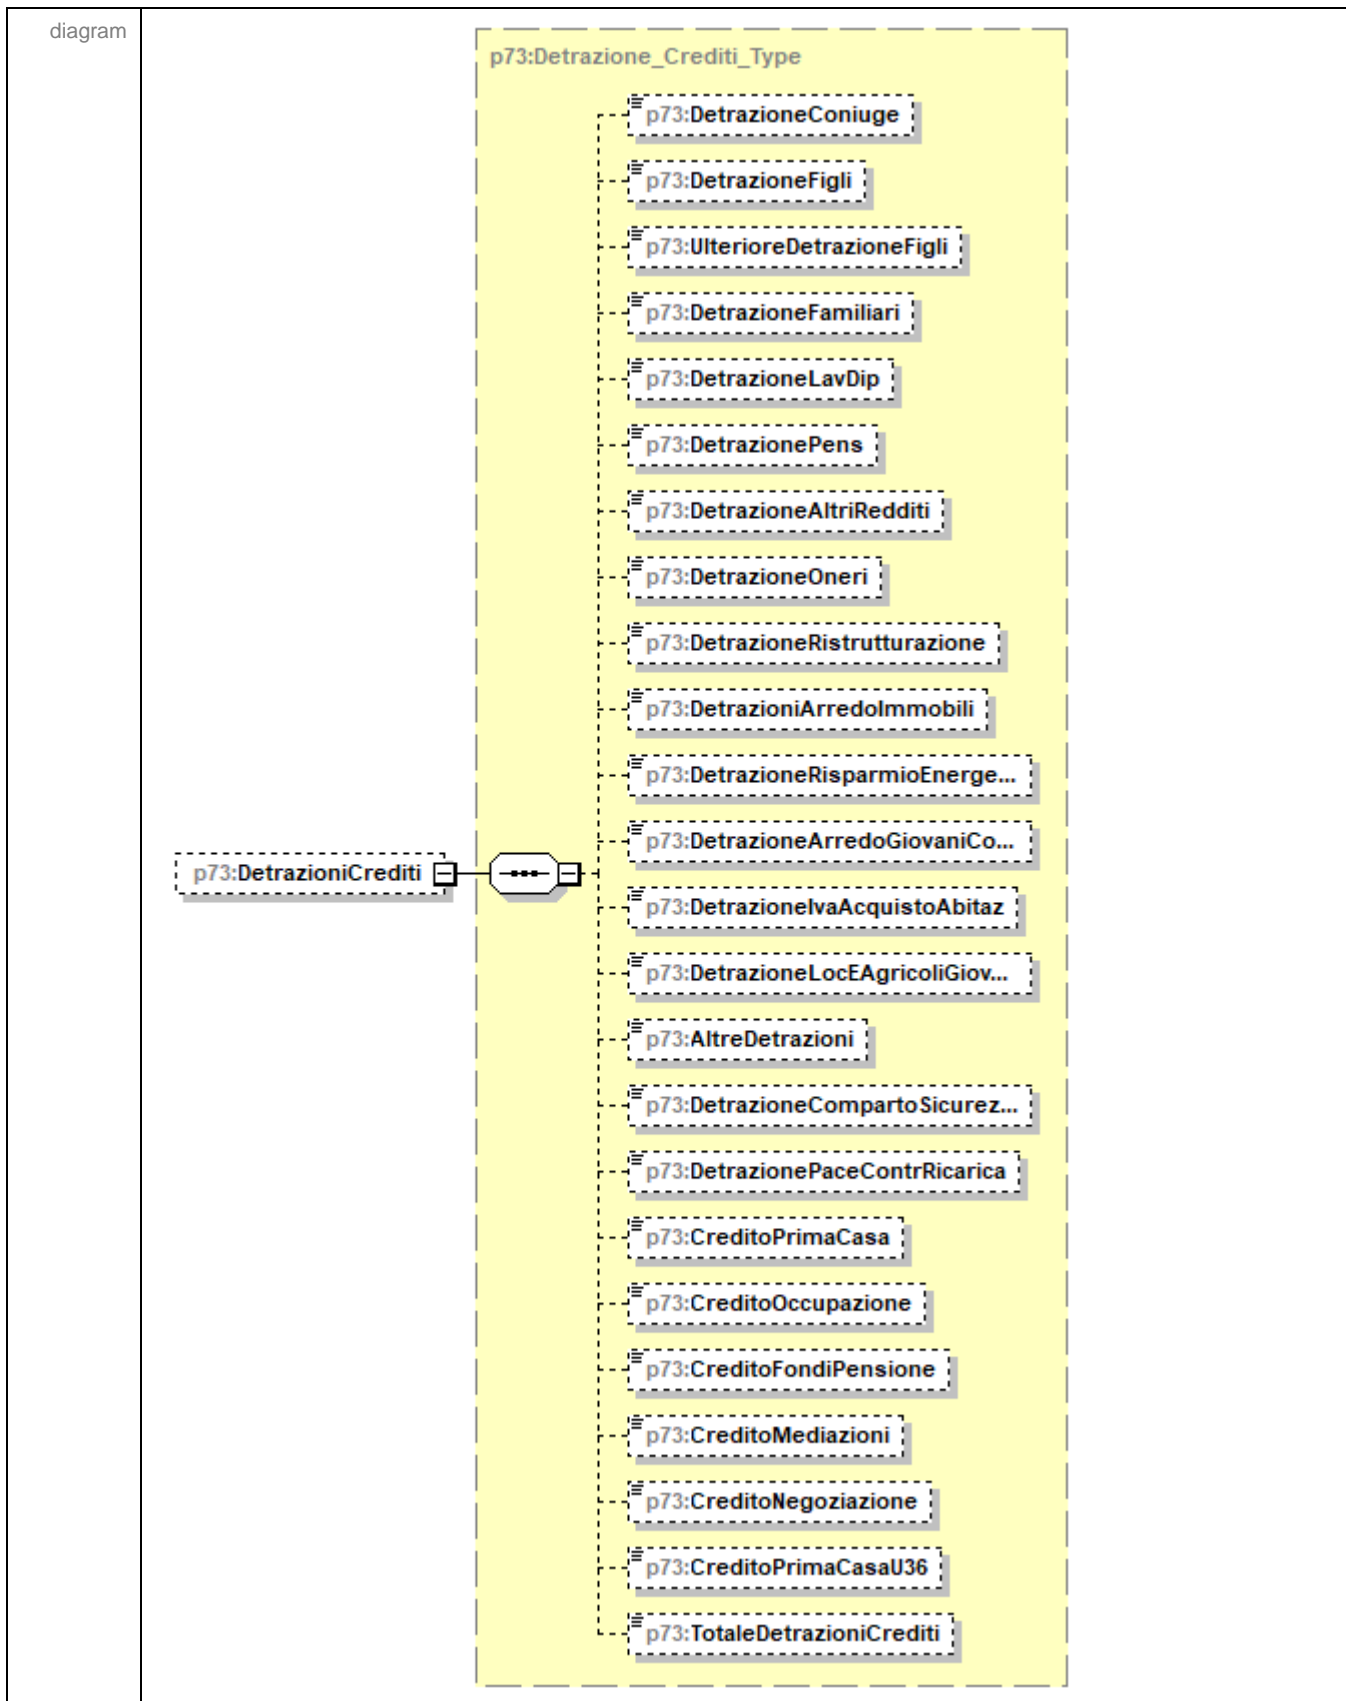 diagram
p73:Detrazione_Crediti_Type
p73:DetrazioneConiuge
p73:DetrazioneFigli
p73:UlterioreDetrazioneFigli
p73:DetrazioneFamiliari
p73:DetrazioneLavDip
p73:DetrazionePens
p73:DetrazioneAltriRedditi
p73:DetrazioneOneri
p73:DetrazioneRistrutturazione
p73:DetrazioniArredoImmobili
p73:DetrazioneRisparmioEnerge...
p73:DetrazioneArredoGiovaniCo...
p73:DetrazioniCrediti
p73:DetrazioneIvaAcquistoAbitaz
p73:DetrazioneLocEAgricoliGiov...
p73:AltreDetrazioni
p73:DetrazioneCompartoSicurez...
p73:DetrazionePaceContrRicarica
p73:CreditoPrimaCasa
p73:CreditoOccupazione
p73:CreditoFondiPensione
p73:CreditoMediazioni
p73:CreditoNegoziazione
p73:CreditoPrimaCasaU36
p73:TotaleDetrazioniCrediti